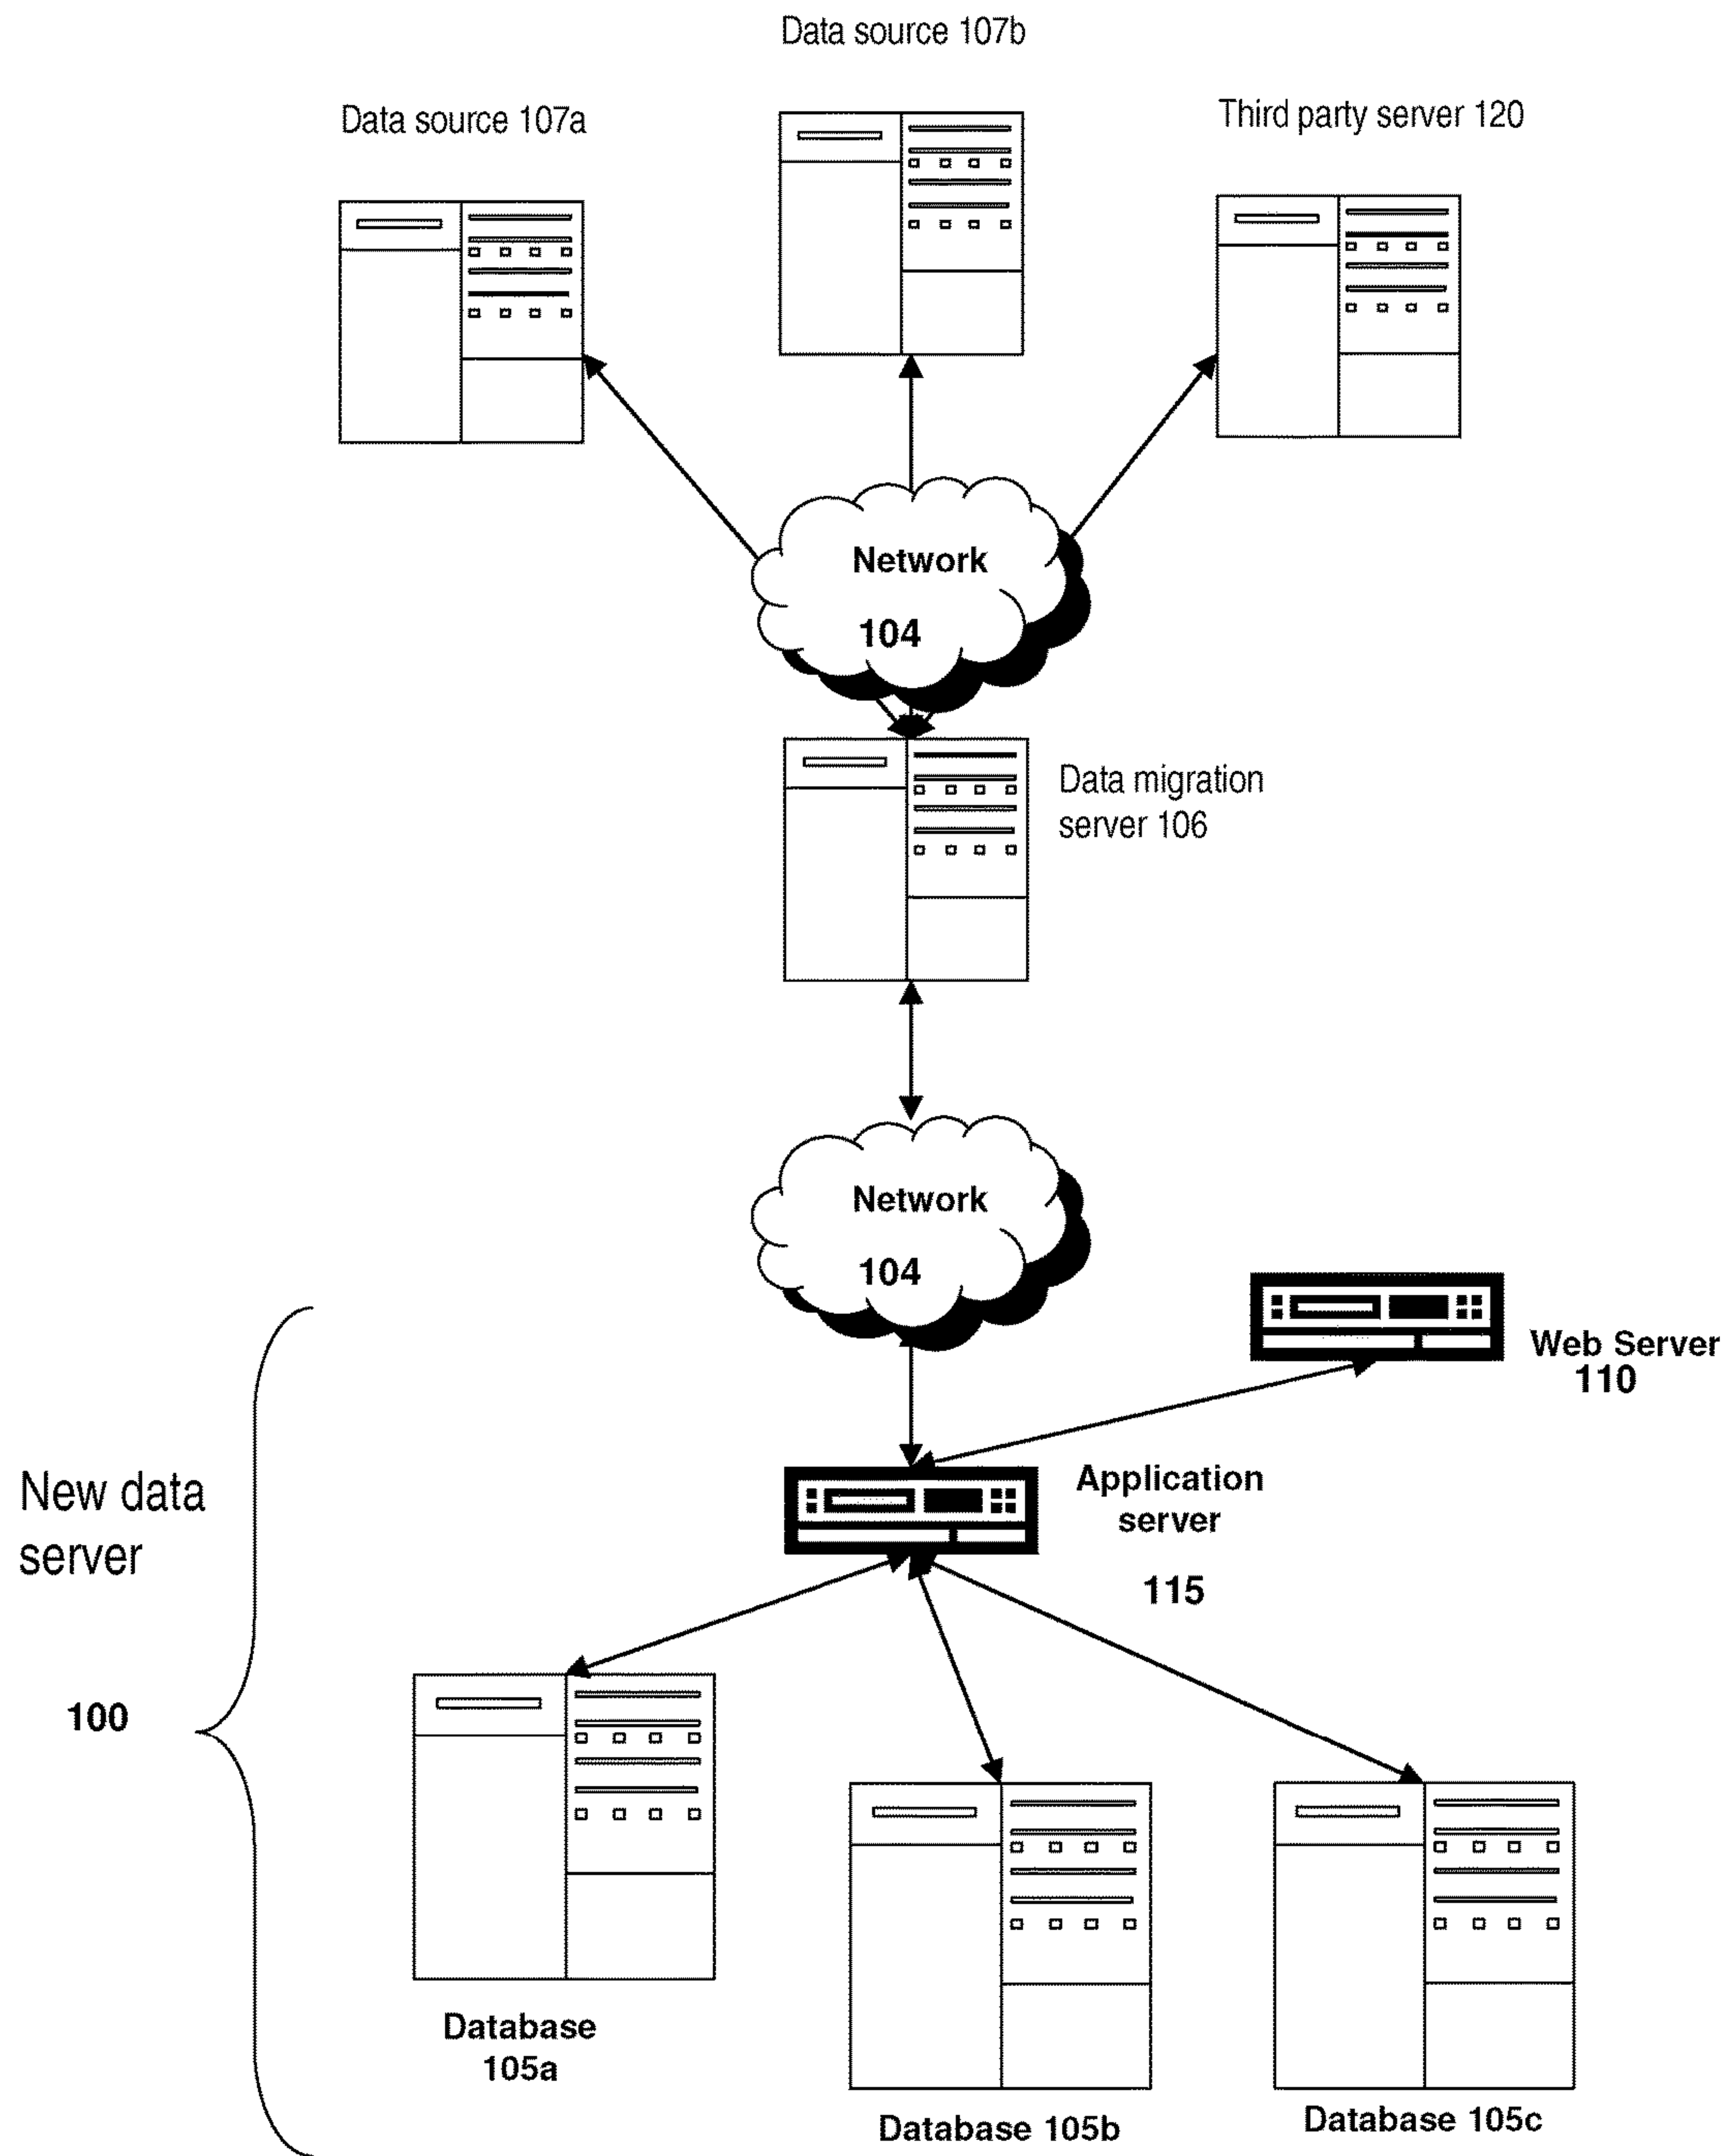 Data source 107b
Data source 107a
Third party server 120
Network
104
Data migration
server 106
Network
104
Web Server
110
Application
server
115
New data
server
100
Database
105a
Database 105b
Database 105c